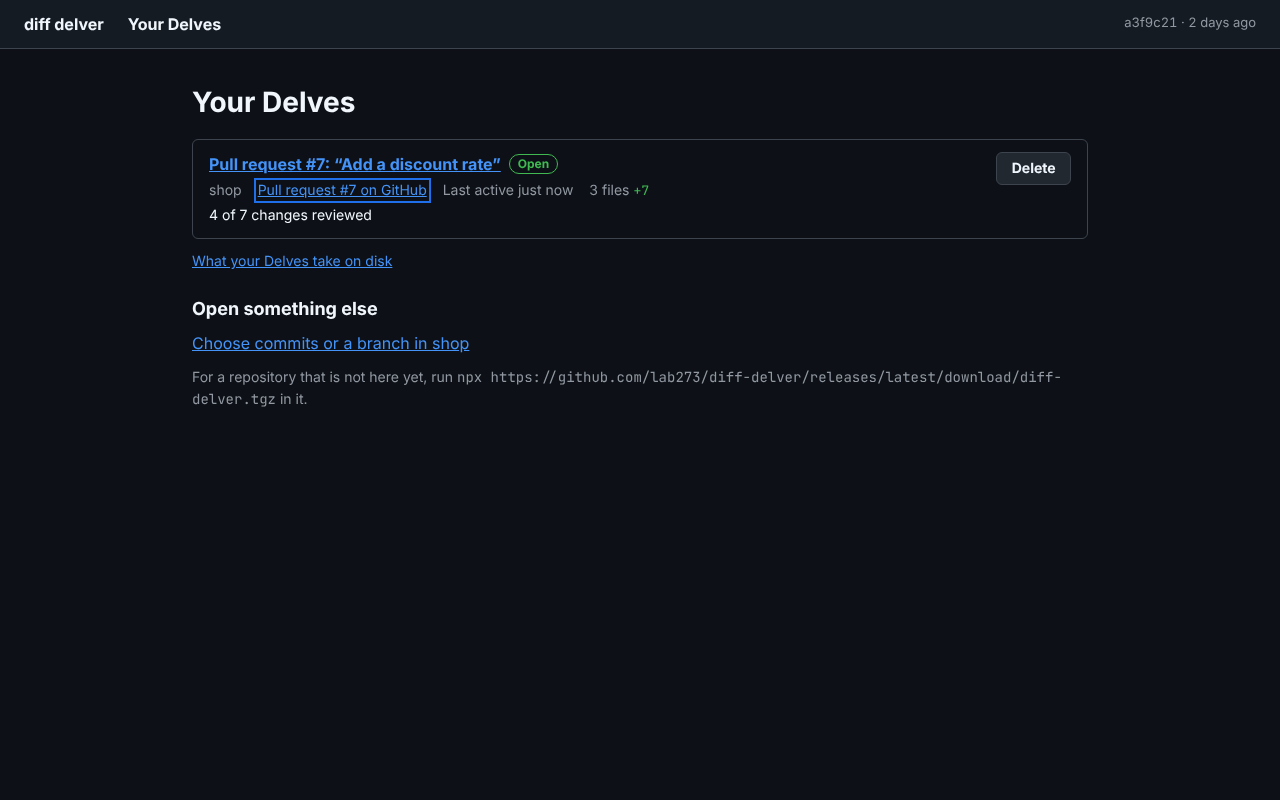 diff delver
Your Delves
a3f9c21 · 2 days ago
Your Delves
Pull request #7: “Add a discount rate”
Open
Delete
shop
Pull request #7 on GitHub
Last active just now
3 files +7
4 of 7 changes reviewed
What your Delves take on disk
Open something else
Choose commits or a branch in shop
For a repository that is not here yet, run npx https://github.com/lab273/diff-delver/releases/latest/download/diff-
delver.tgz in it.